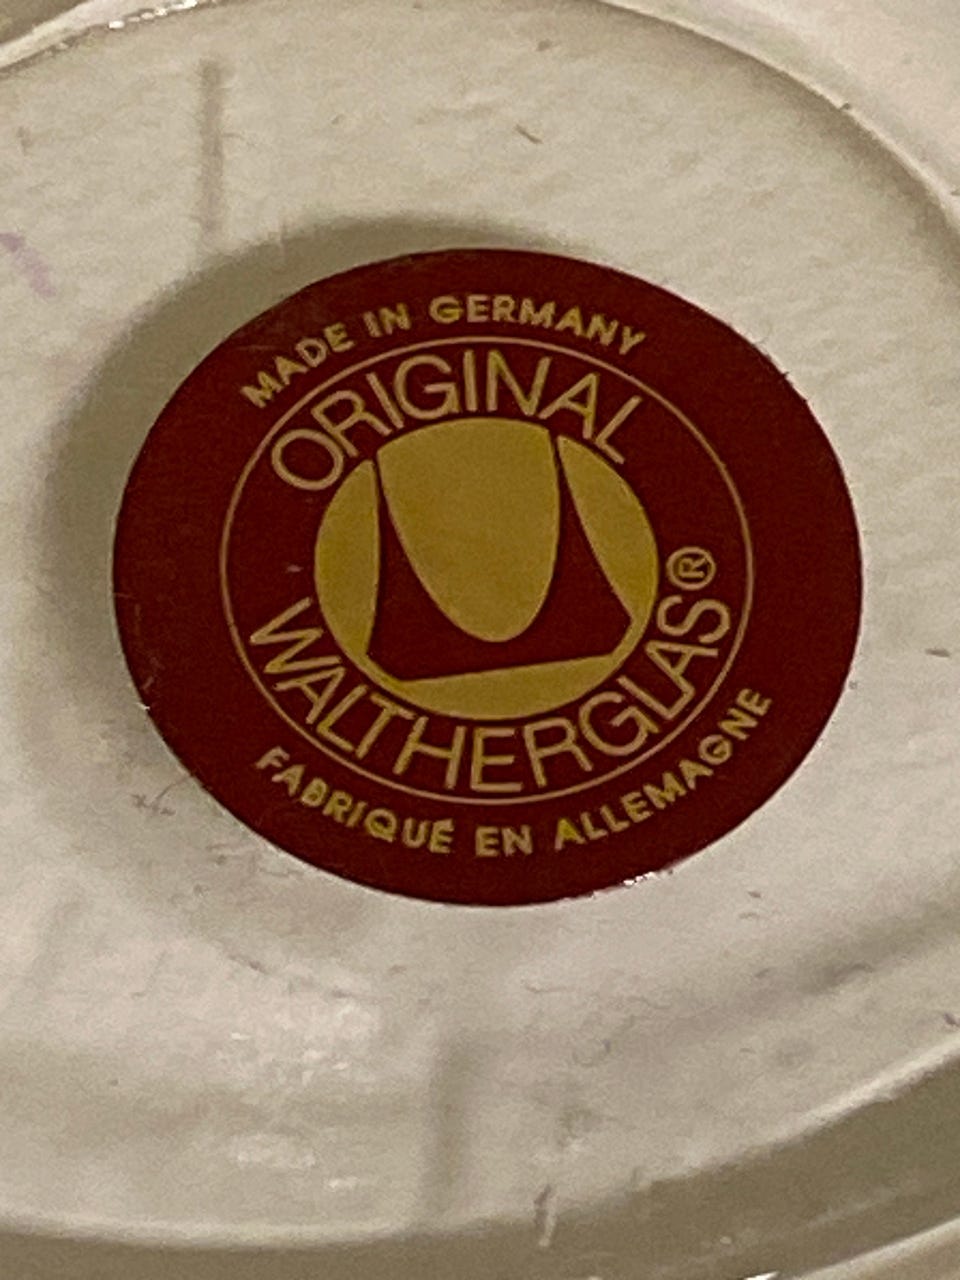 MADE IN GERMANY
ORIGINAL
WALTHERGLAS®
FABRIQUÉ EN ALLEMAGNE